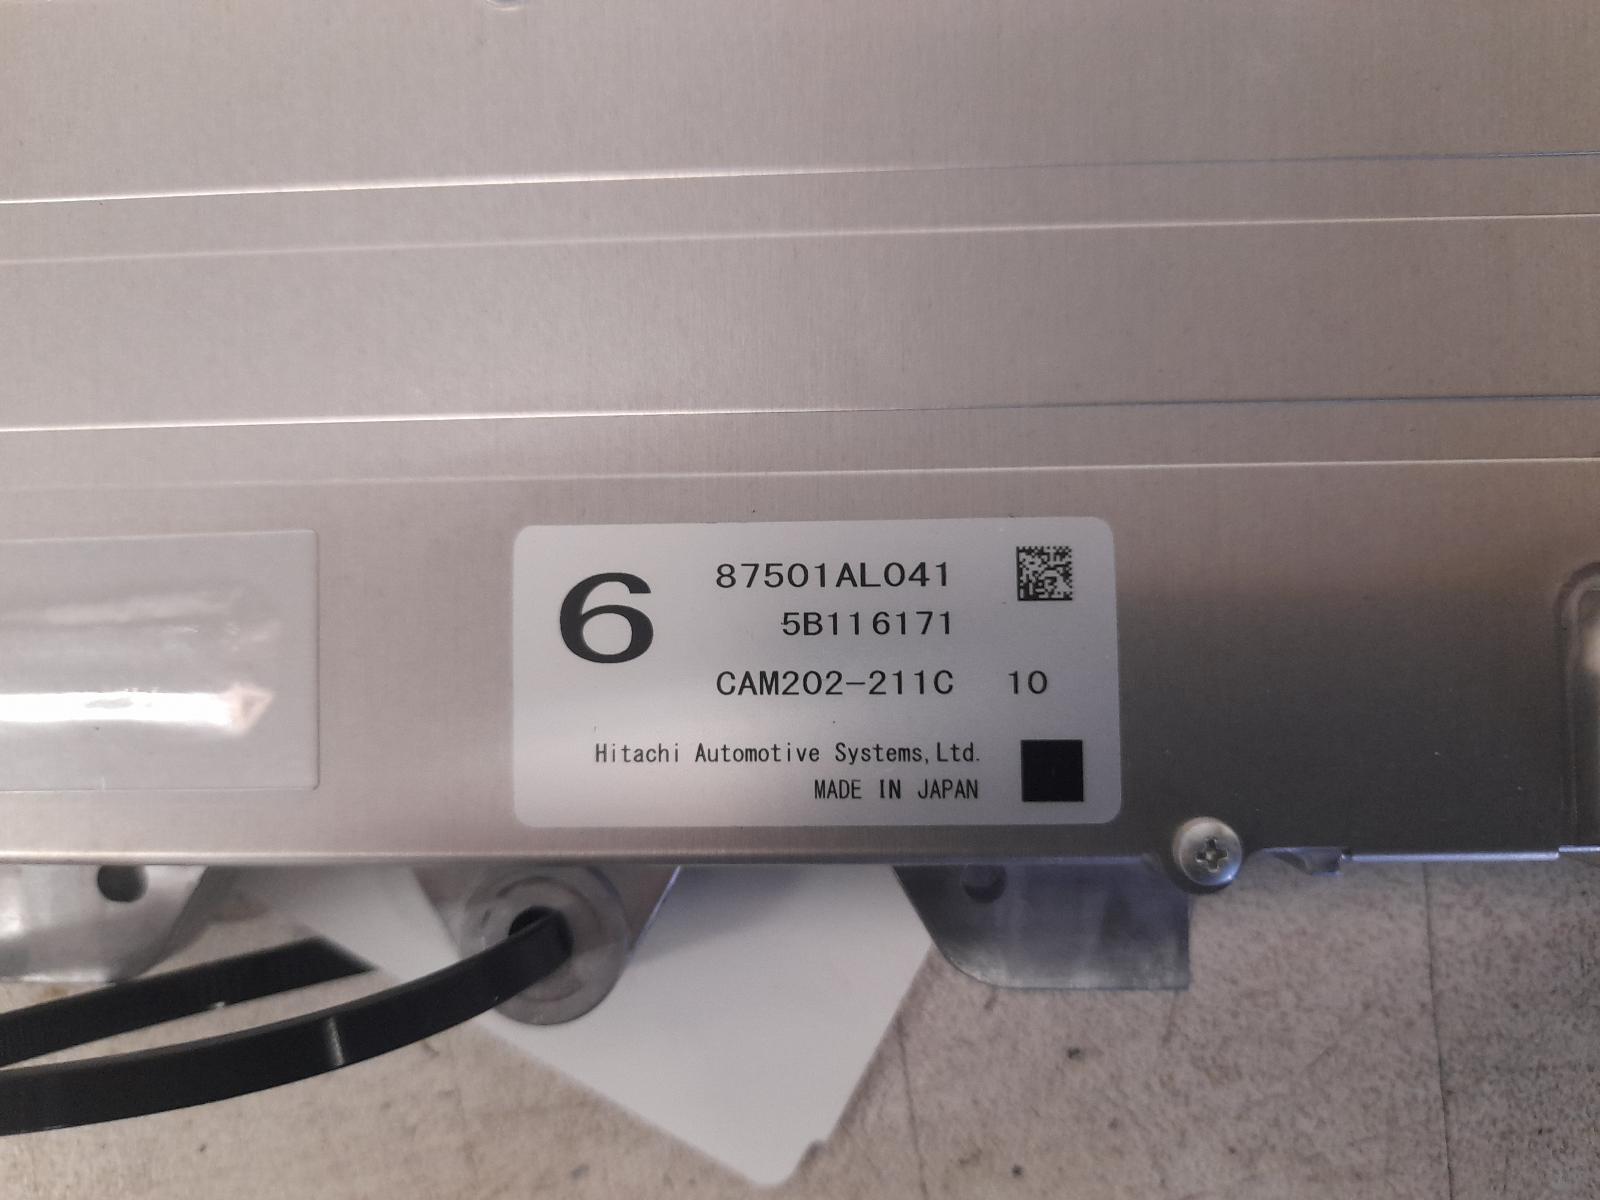 6
87501AL041
5B116171
CAM202-211C 10
Hitachi Automotive Systems,Ltd.
MADE IN JAPAN